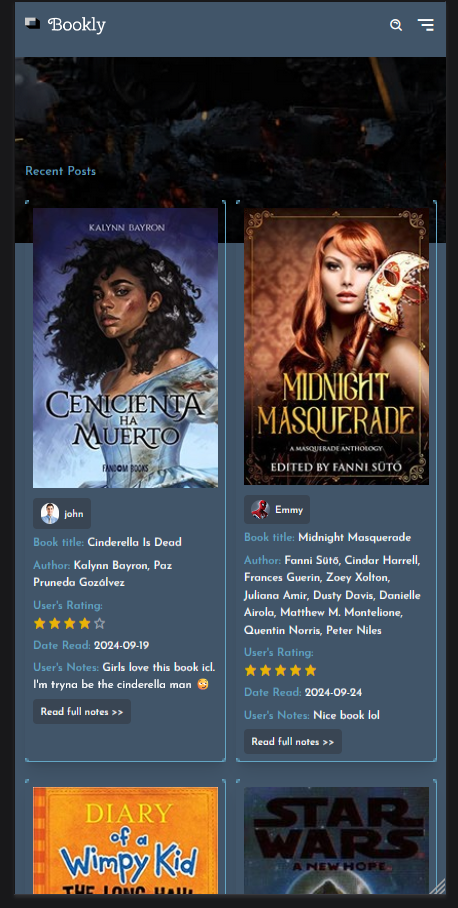 Bookly
Recent Posts
KALYNN BAYRON
CENICIENTA
HA
MUERTO
FANDOM BOOKS
john
Book title: Cinderella Is Dead
Author: Kalynn Bayron, Paz
Pruneda Gozálvez
User's Rating:
Date Read: 2024-09-19
User's Notes: Girls love this book icl.
I'm tryna be the cinderella man 🥲
Read full notes >>
MIDNIGHT
MASQUERADE
A MASQUERADE ANTHOLOGY
EDITED BY FANNI SÜTŐ
Emmy
Book title: Midnight Masquerade
Author: Fanni Sütő, Cindar Harrell,
Frances Guerin, Zoey Xolton,
Juliana Amir, Dusty Davis, Danielle
Airola, Matthew M. Montelione,
Quentin Norris, Peter Niles
User's Rating:
Date Read: 2024-09-24
User's Notes: Nice book lol
Read full notes >>
DIARY
of a
Wimpy Kid
THE LONG HAUL
STAR
WARS
A NEW HOPE